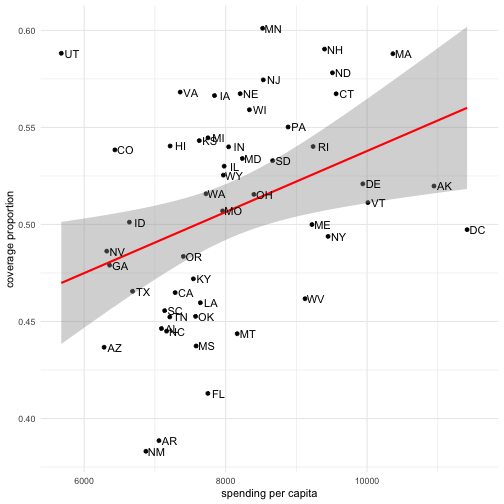 0.60
0.55
0.50
0.45
0.40
coverage proportion
MN
UT
NH
MA
ND
NJ
VA
IA
NE
CT
WI
PA
KS
MI
HI
CO
IN
RI
MD
SD
IL
WY
DE
AK
WA
OH
VT
MO
ID
ME
DC
NY
NV
OR
GA
KY
TX
CA
LA
WV
SC
TN
OK
AL
NC
MT
AZ
MS
FL
AR
NM
6000
8000
10000
spending per capita